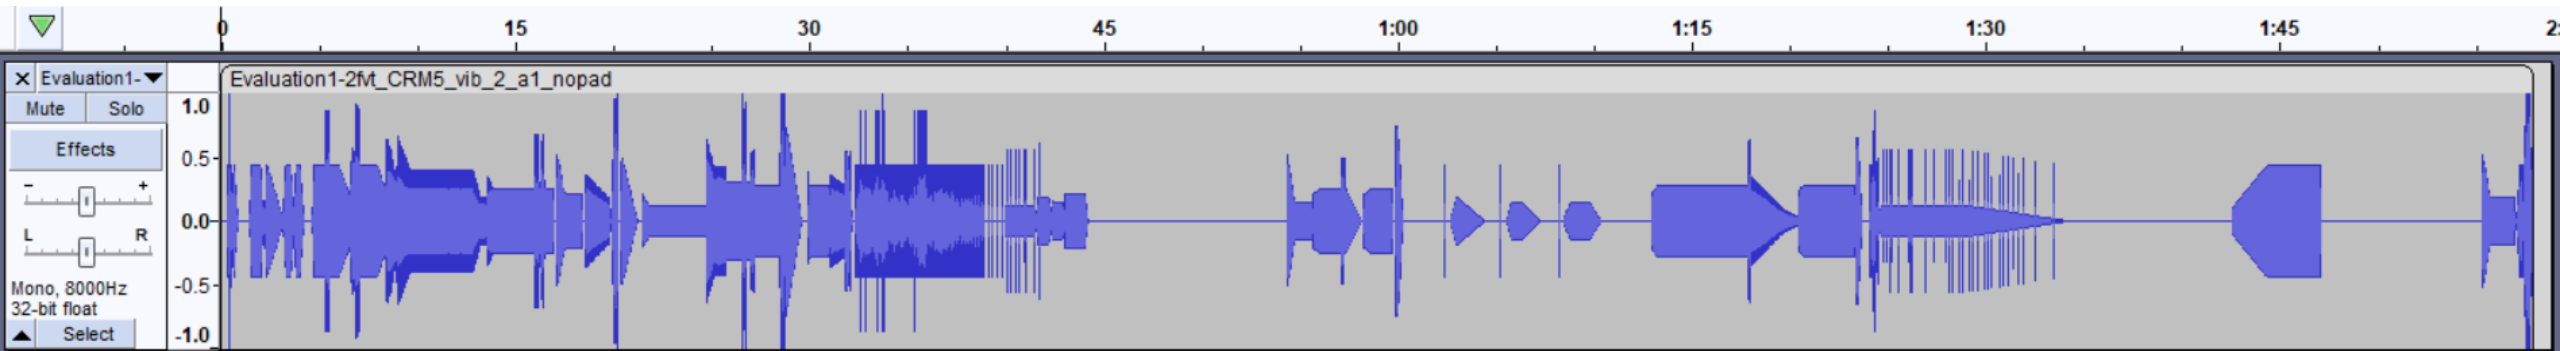 0 15 30 45 1:00 1:15 1:30 1:45
Evaluation1-
Evaluation1-2fvt_CRM5_vib_2_a1_nopad
Mute Solo
Effects
- +
L R
Mono, 8000Hz
32-bit float
Select
1.0
0.5-
0.0-
-0.5-
-1.0